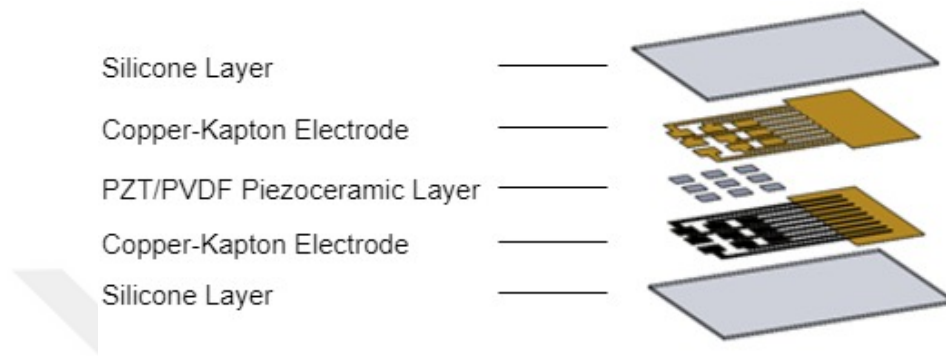 Silicone Layer
Copper-Kapton Electrode
PZT/PVDF Piezoceramic Layer
Copper-Kapton Electrode
Silicone Layer